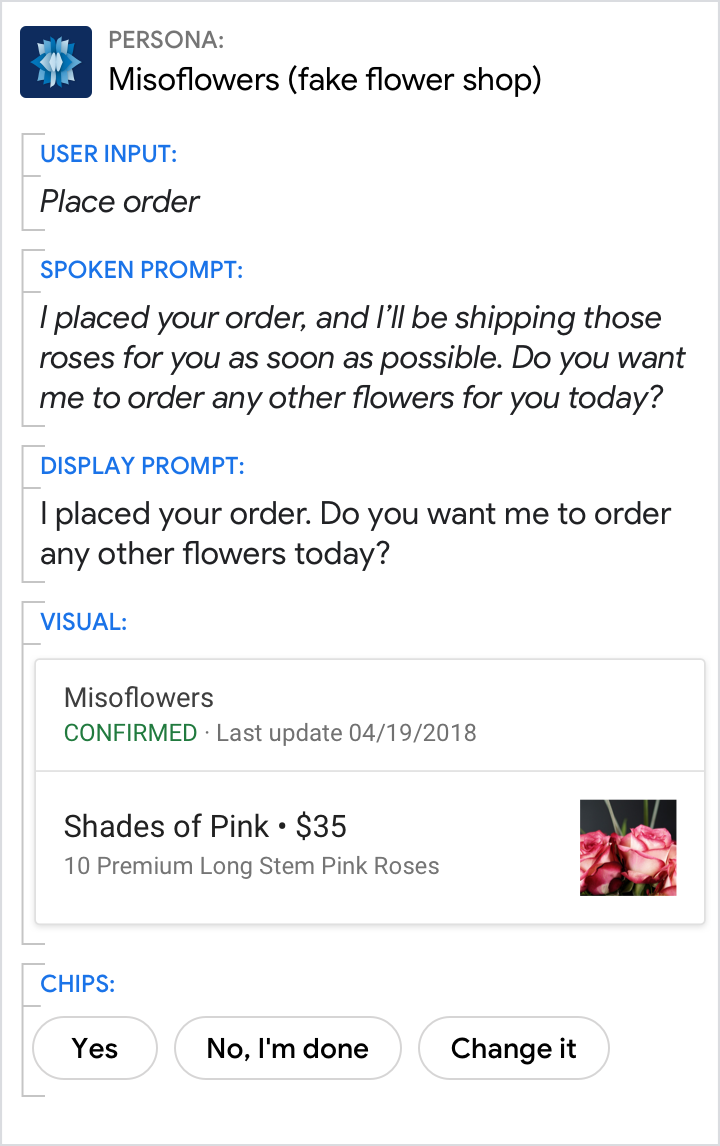 PERSONA:
Misoflowers (fake flower shop)
USER INPUT:
Place order
SPOKEN PROMPT:
I placed your order, and I’ll be shipping those
roses for you as soon as possible. Do you want
me to order any other flowers for you today?
DISPLAY PROMPT:
I placed your order. Do you want me to order
any other flowers today?
VISUAL:
Misoflowers
CONFIRMED · Last update 04/19/2018
Shades of Pink • $35
10 Premium Long Stem Pink Roses
CHIPS:
Yes
No, I'm done
Change it